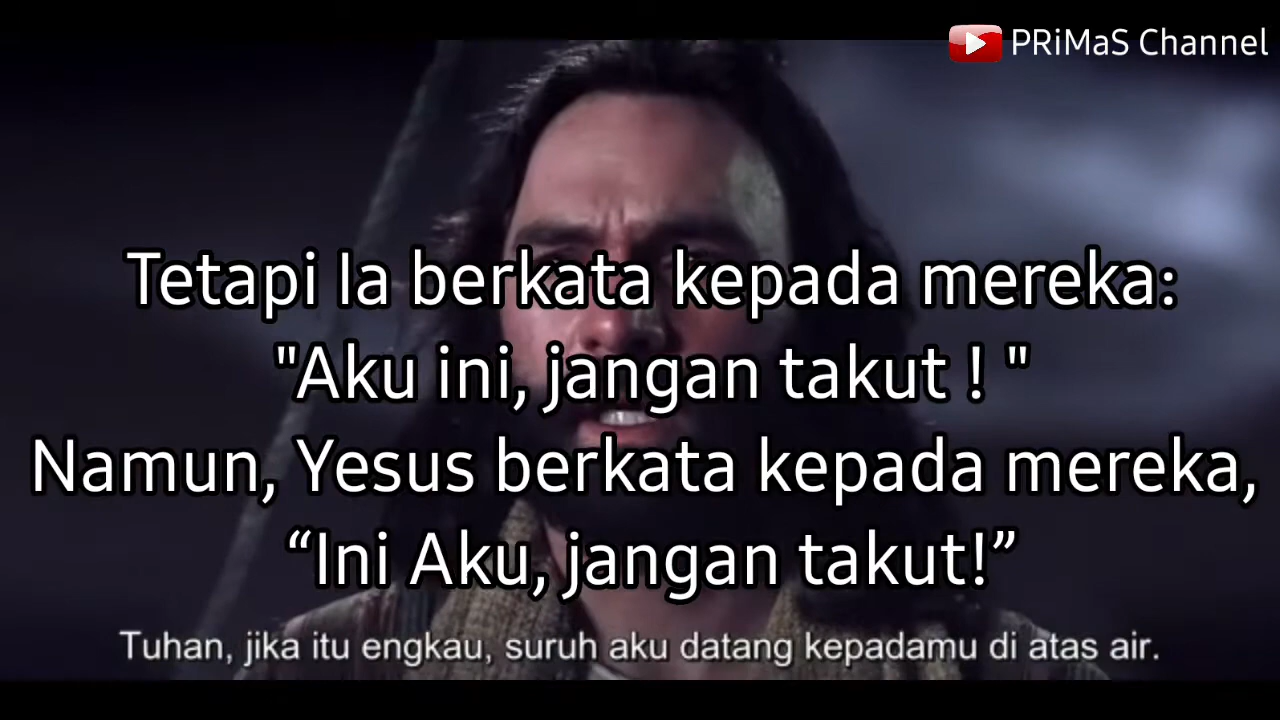 PRiMaS Channel
Tetapi Ia berkata kepada mereka:
"Aku ini, jangan takut ! "
Namun, Yesus berkata kepada mereka,
“Ini Aku, jangan takut!”
Tuhan, jika itu engkau, suruh aku datang kepadamu di atas air.